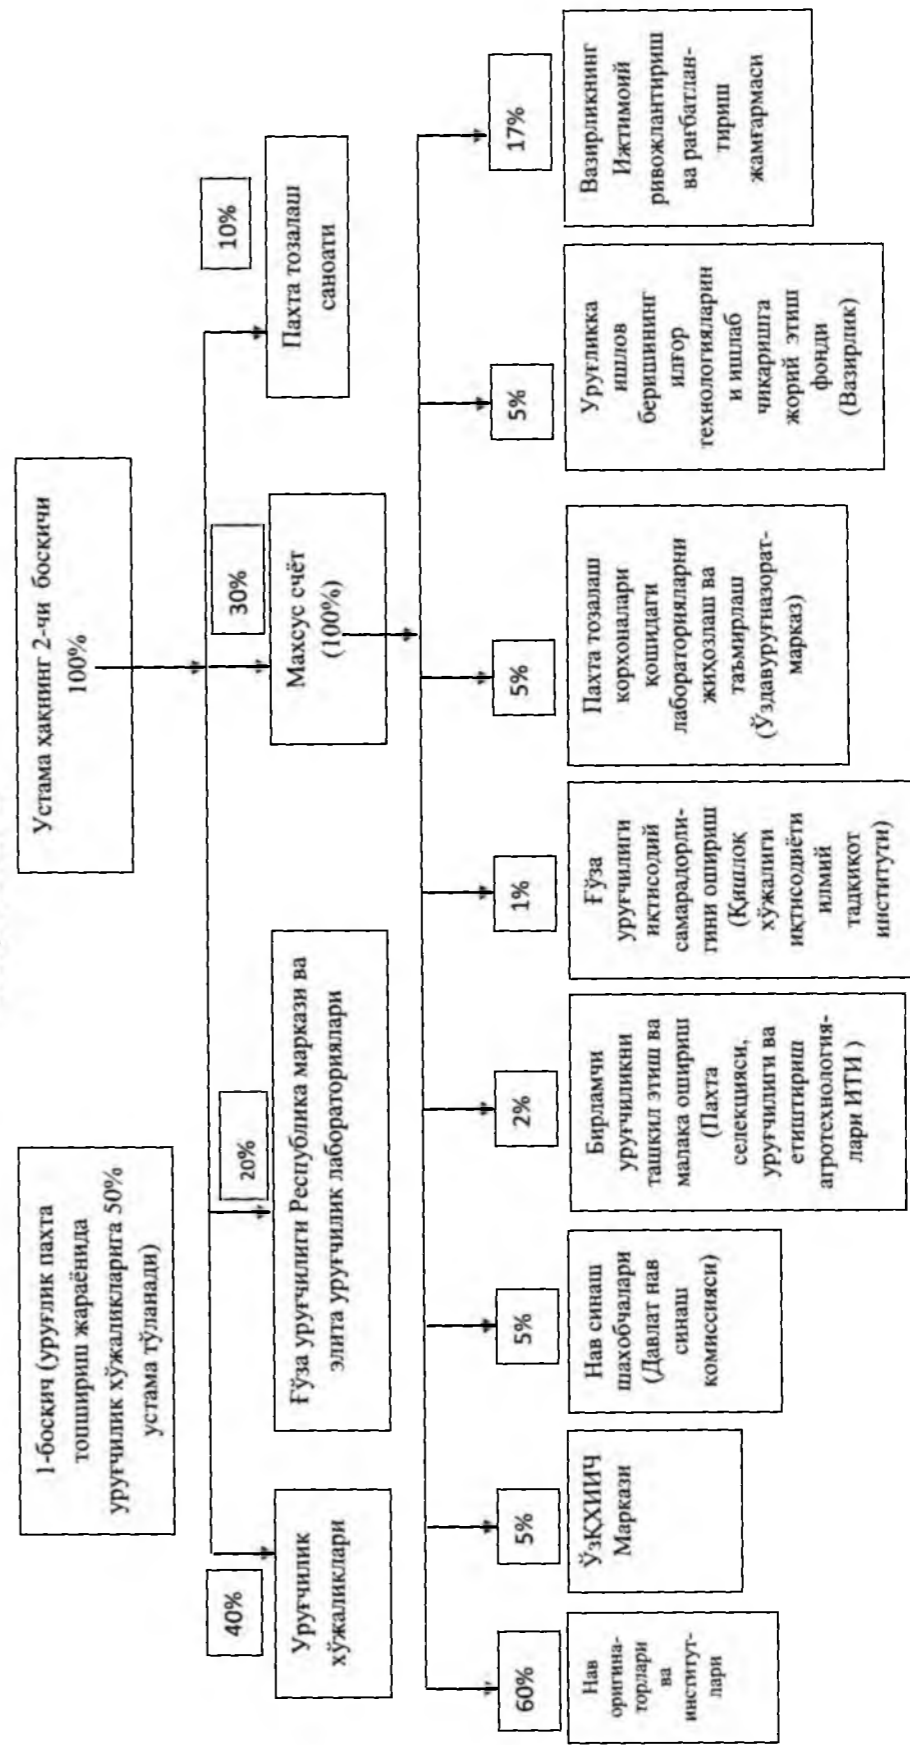 1-боскич (уруғлик пахта
топшириш жараёнида
уруғчилик хўжаликларига 50%
устама тўланади)
Устама ҳақининг 2-чи боскичи
100%
40%
20%
30%
10%
Уруғчилик
хўжаликлари
Ғўза уруғчилиги Республика маркази ва
элита уруғчилик лабораториялари
Махсус счёт
(100%)
Пахта тозалаш
саноати
60%
5%
5%
2%
1%
5%
5%
17%
Нав
оригина-
торлари
ва
институт-
лари
ЎзҚХИИЧ
Маркази
Нав синаш
шахобчалари
(Давлат нав
синаш
комиссияси)
Бирламчи
уруғчиликни
ташкил этиш ва
малака ошириш
(Пахта
селекцияси,
уруғчилиги ва
етиштириш
агротехнология-
лари ИТИ )
Ғўза
уруғчилиги
иктисодий
самарадорли-
гини ошириш
(Қишлоқ
хўжалиги
иқтисодиёти
илмий
тадқиқот
институти)
Пахта тозалаш
корхоналари
қошидаги
лабораторияларни
жиҳозлаш ва
таъмирлаш
(Ўздавуруғназорат-
марказ)
Уруғликка
ишлов
беришининг
илғор
технологияларин
и ишлаб
чикаришга
жорий этиш
фонди
(Вазирлик)
Вазирликнинг
Ижтимоий
ривожлантириш
ва рағбатлан-
тириш
жамғармаси